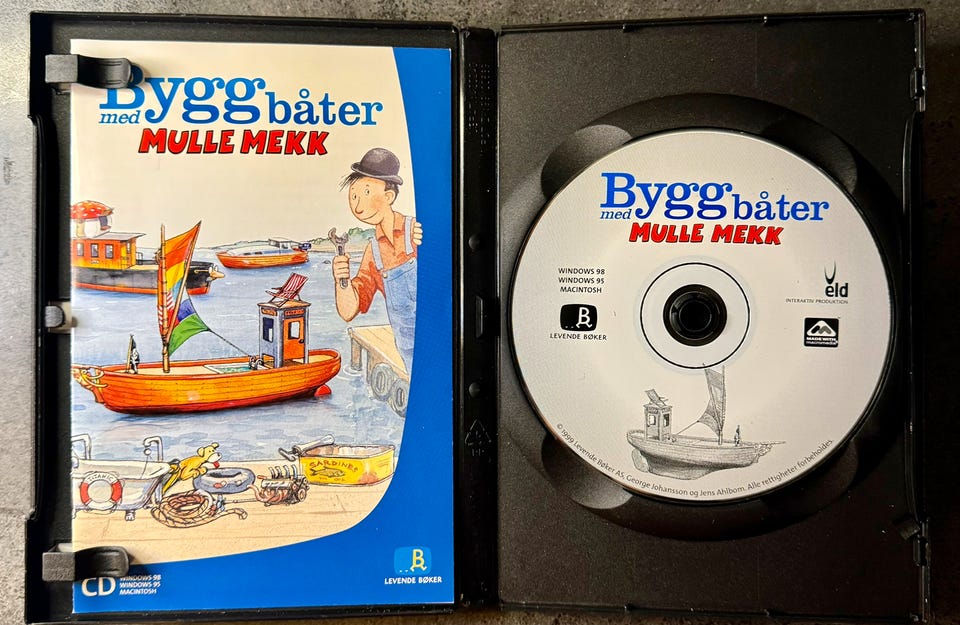 Bygg båter
med
MULLE MEKK
TITANIC
SARDINES
CD
WINDOWS 98
WINDOWS 95
MACINTOSH
B
LEVENDE BØKER
Bygg båter
med
MULLE MEKK
WINDOWS 98
WINDOWS 95
MACINTOSH
B
LEVENDE BØKER
eld
INTERAKTIV PRODUKTION
MADE WITH
macromedia
© 1999 Levende Bøker AS, George Johansson og Jens Ahlbom. Alle rettigheter forbeholdes.